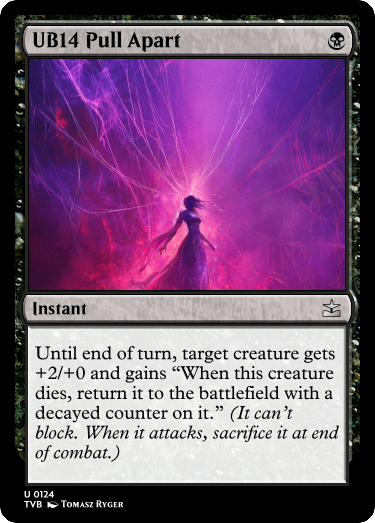 UB14 Pull Apart
Instant
Until end of turn, target creature gets
+2/+0 and gains “When this creature
dies, return it to the battlefield with a
decayed counter on it.” (It can’t
block. When it attacks, sacrifice it at end
of combat.)
U 0124
TVB Tomasz Ryger